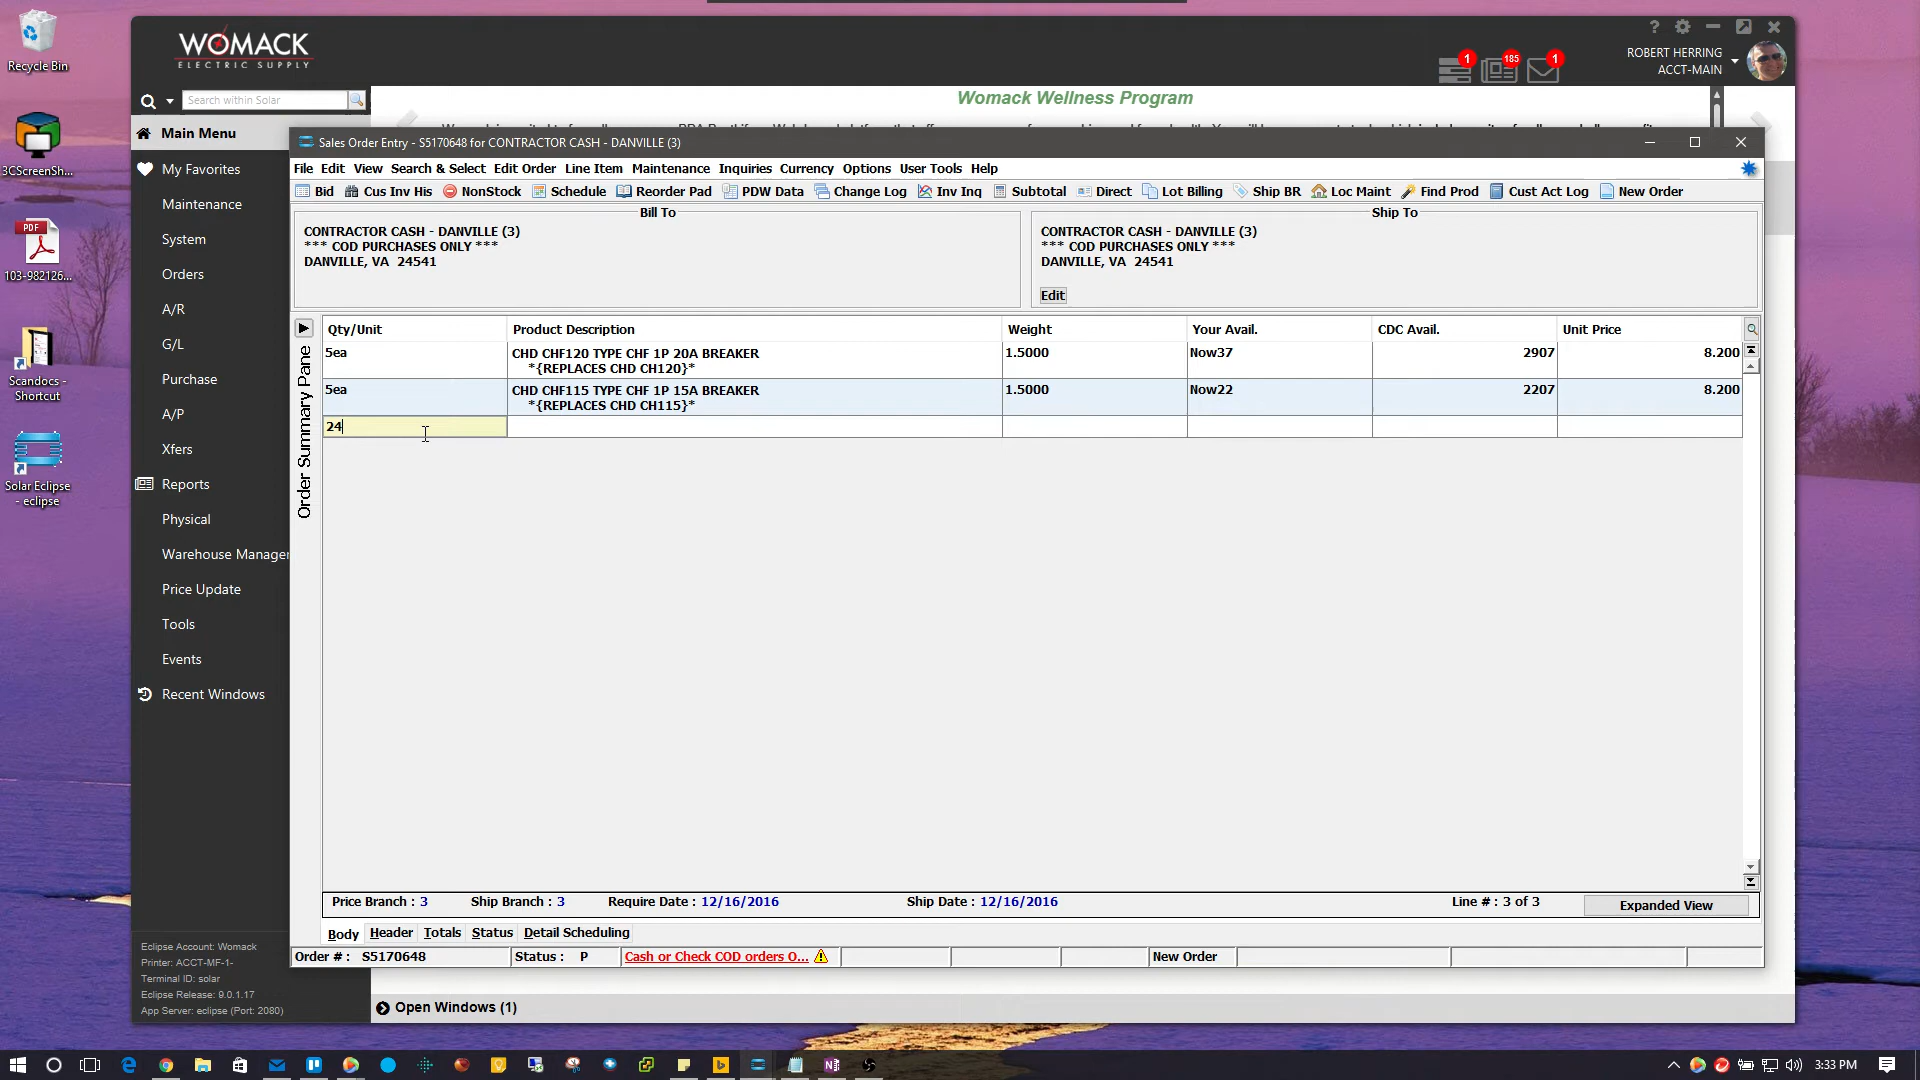 Recycle Bin
3CScreenSh...
PDF
103-982126...
Scandocs - Shortcut
Solar Eclipse - eclipse
WOMACK
ELECTRIC SUPPLY
1
185
1
ROBERT HERRING
ACCT-MAIN
Search within Solar
Womack Wellness Program
Main Menu
My Favorites
Maintenance
System
Orders
A/R
G/L
Purchase
A/P
Xfers
Reports
Physical
Warehouse Manager
Price Update
Tools
Events
Recent Windows
Eclipse Account: Womack
Printer: ACCT-MF-1-
Terminal ID: solar
Eclipse Release: 9.0.1.17
App Server: eclipse (Port: 2080)
Sales Order Entry - S5170648 for CONTRACTOR CASH - DANVILLE (3)
File Edit View Search & Select Edit Order Line Item Maintenance Inquiries Currency Options User Tools Help
Bid Cus Inv His NonStock Schedule Reorder Pad PDW Data Change Log Inv Inq Subtotal Direct Lot Billing Ship BR Loc Maint Find Prod Cust Act Log New Order
Bill To
CONTRACTOR CASH - DANVILLE (3)
*** COD PURCHASES ONLY ***
DANVILLE, VA 24541
Ship To
CONTRACTOR CASH - DANVILLE (3)
*** COD PURCHASES ONLY ***
DANVILLE, VA 24541
Edit
Order Summary Pane
Qty/Unit Product Description Weight Your Avail. CDC Avail. Unit Price
5ea CHD CHF120 TYPE CHF 1P 20A BREAKER 1.5000 Now37 2907 8.200
*{REPLACES CHD CH120}*
5ea CHD CHF115 TYPE CHF 1P 15A BREAKER 1.5000 Now22 2207 8.200
*{REPLACES CHD CH115}*
24
Price Branch : 3 Ship Branch : 3 Require Date : 12/16/2016 Ship Date : 12/16/2016 Line # : 3 of 3 Expanded View
Body Header Totals Status Detail Scheduling
Order # : S5170648 Status : P Cash or Check COD orders O... New Order
Open Windows (1)
3:33 PM